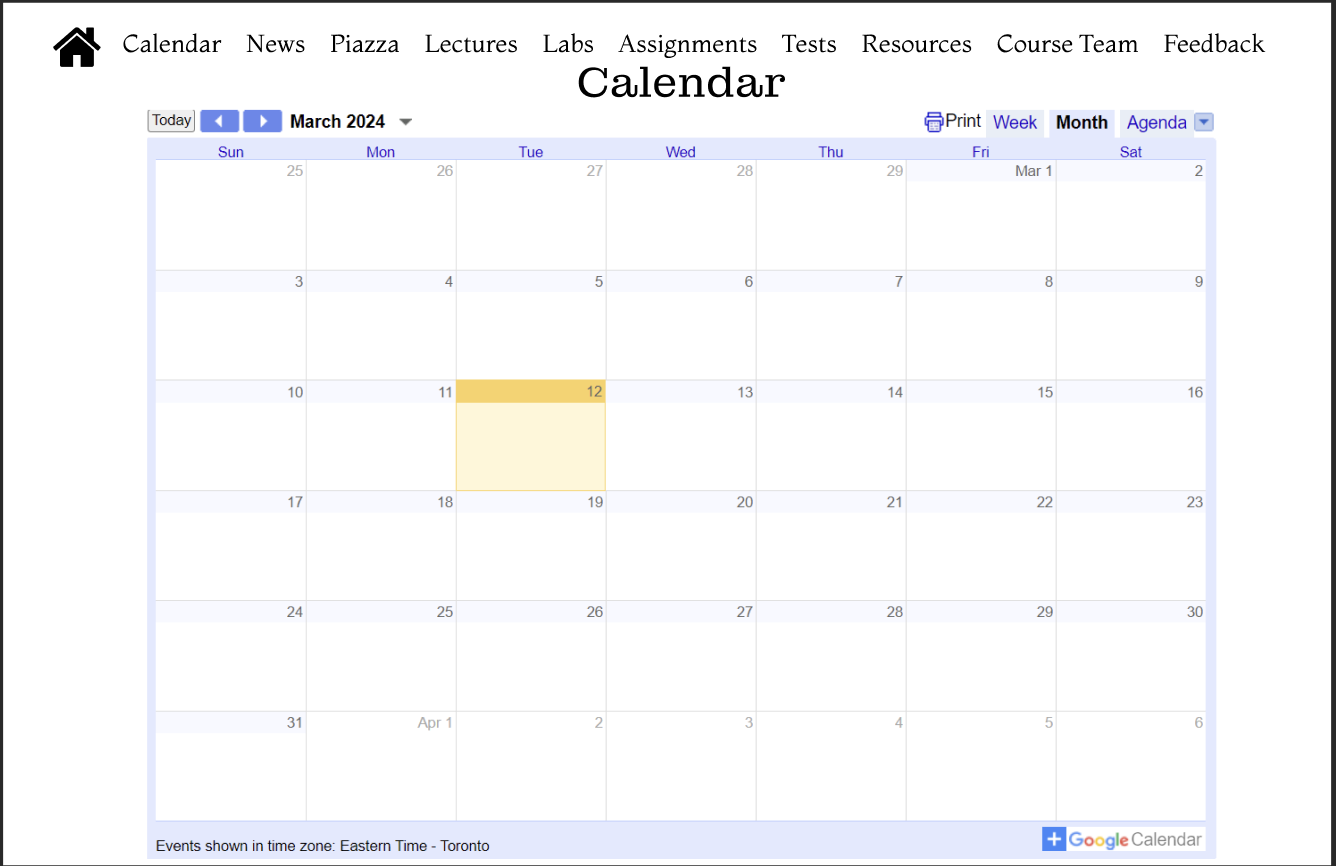 Calendar News Piazza Lectures Labs Assignments Tests Resources Course Team Feedback
Calendar
Today March 2024 Print Week Month Agenda
Sun Mon Tue Wed Thu Fri Sat
25 26 27 28 29 Mar 1 2
3 4 5 6 7 8 9
10 11 12 13 14 15 16
17 18 19 20 21 22 23
24 25 26 27 28 29 30
31 Apr 1 2 3 4 5 6
Events shown in time zone: Eastern Time - Toronto
Google Calendar